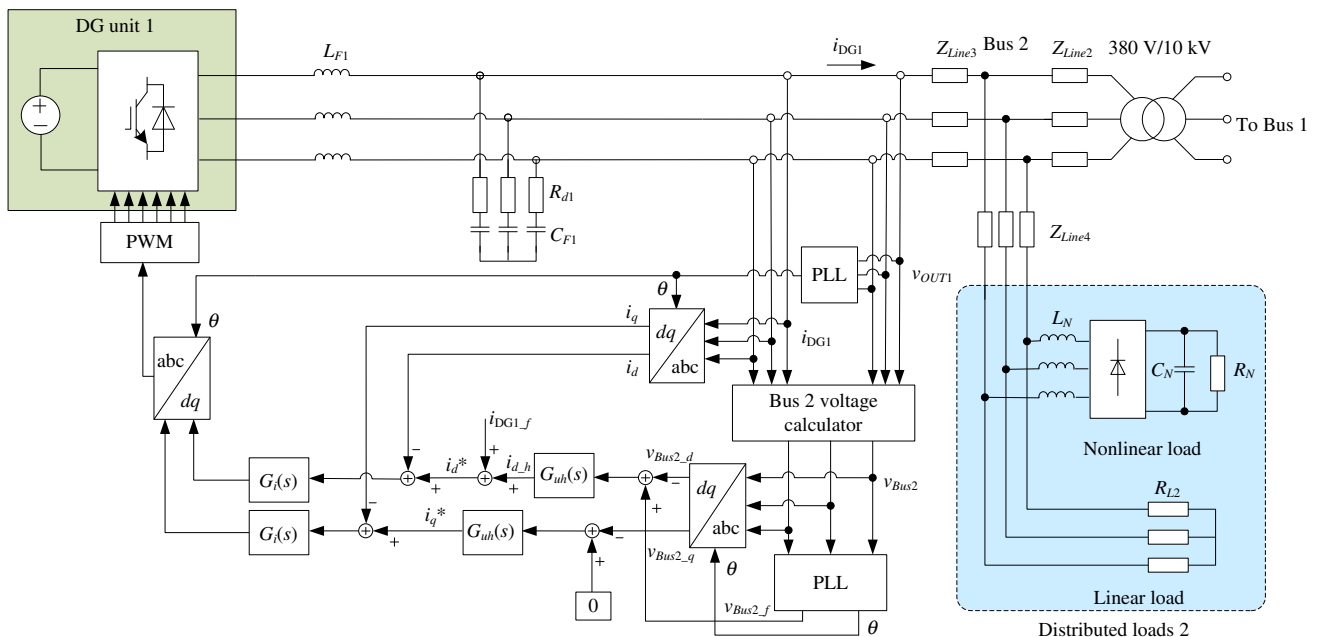 DG unit 1
L_F1
i_DG1
Z_Line3
Bus 2
Z_Line2
380 V/10 kV
+
−
To Bus 1
R_d1
C_F1
PWM
Z_Line4
PLL
v_OUT1
θ
θ
i_q
dq
i_DG1
L_N
abc
i_d
abc
dq
C_N
R_N
Bus 2 voltage
calculator
i_DG1_f
Nonlinear load
−
+
v_Bus2_d
G_i(s)
i_d*
i_d_h
G_uh(s)
−
dq
v_Bus2
R_L2
+
+
+
−
i_q*
abc
G_i(s)
G_uh(s)
−
+
v_Bus2_q
+
θ
PLL
0
v_Bus2_f
Linear load
θ
Distributed loads 2